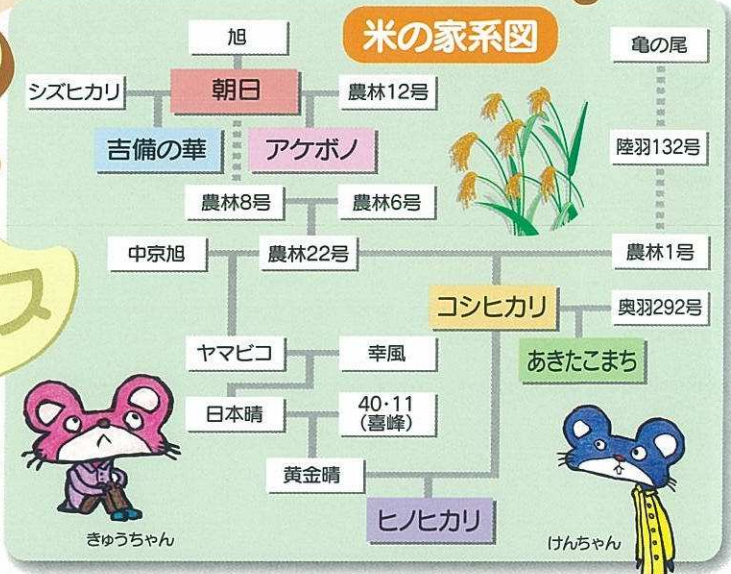 米の家系図
旭
亀の尾
シズヒカリ
朝日
農林12号
吉備の華
アケボノ
陸羽132号
農林8号
農林6号
中京旭
農林22号
農林1号
コシヒカリ
奥羽292号
あきたこまち
ヤマビコ
幸風
日本晴
40・11
(喜峰)
黄金晴
ヒノヒカリ
きゅうちゃん
けんちゃん
ス